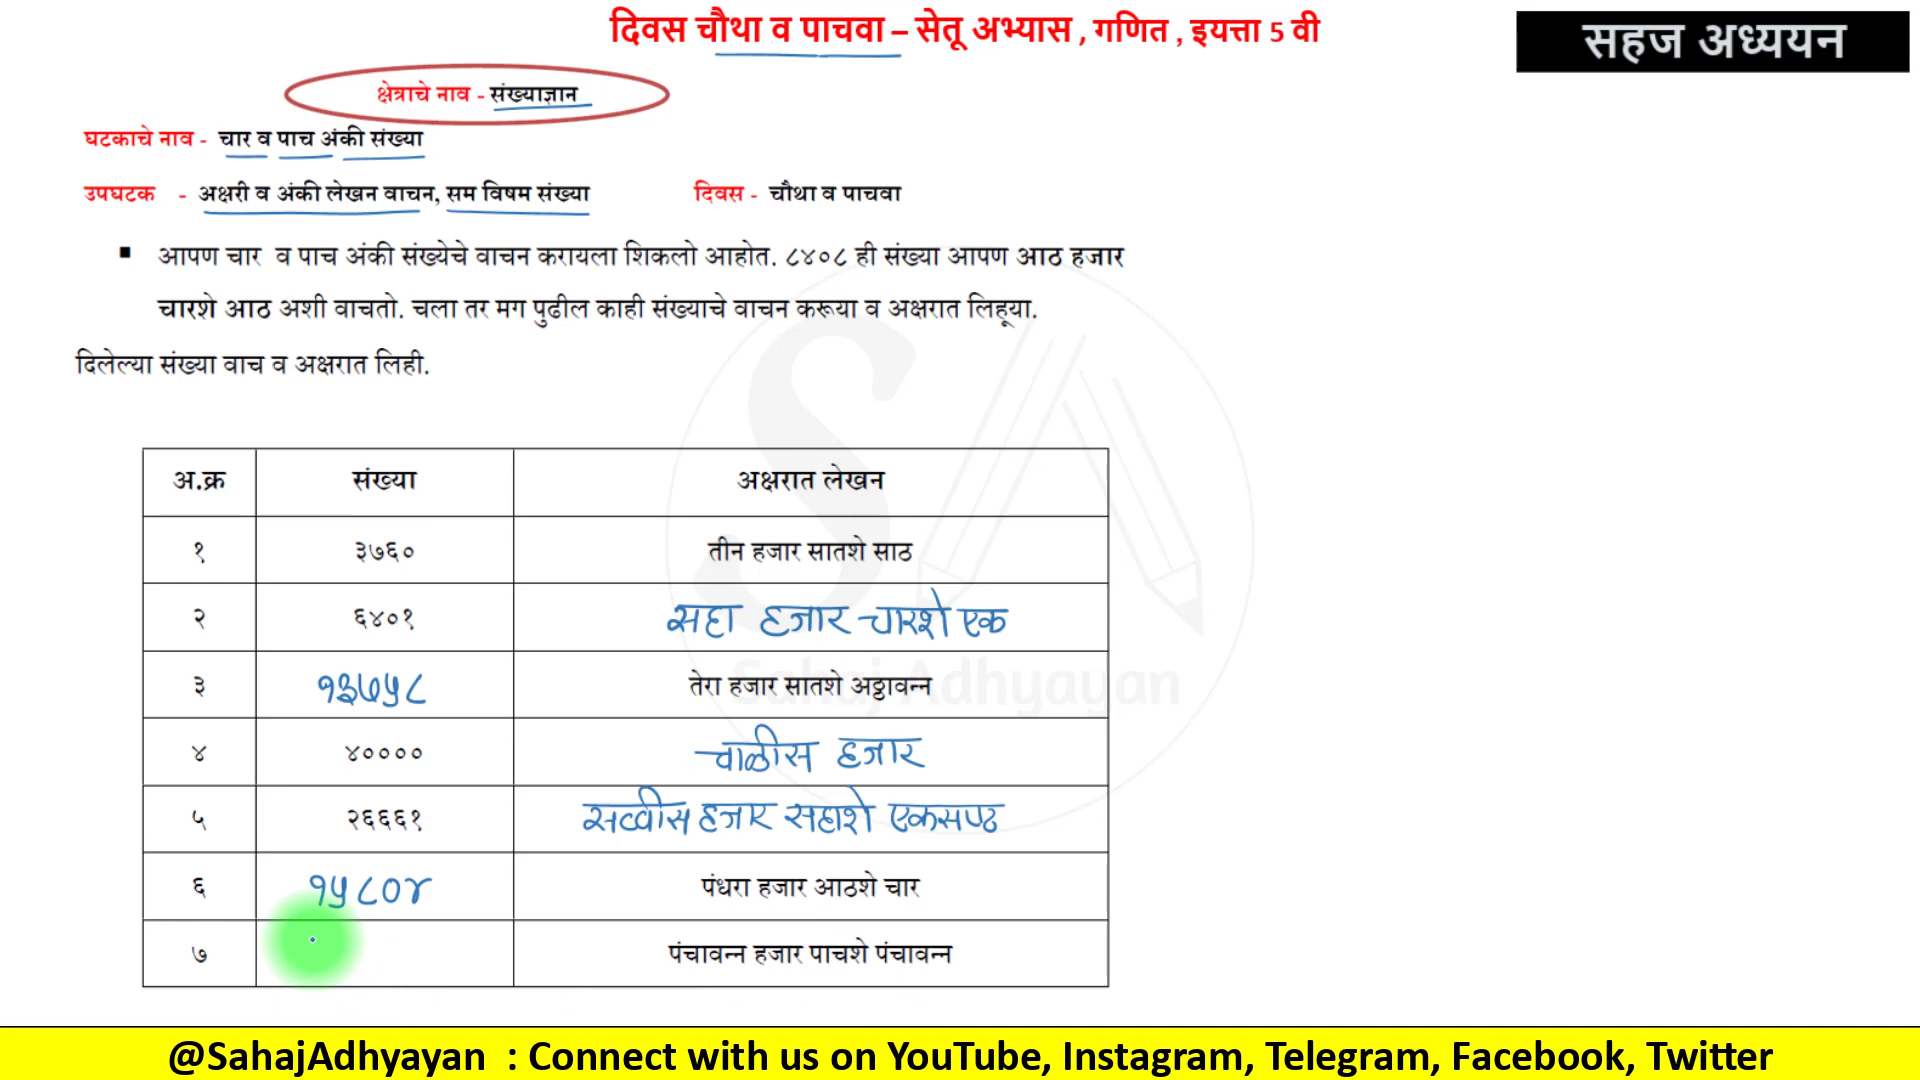 दिवस चौथा व पाचवा – सेतू अभ्यास , गणित , इयत्ता 5 वी
सहज अध्ययन
क्षेत्राचे नाव - संख्याज्ञान
घटकाचे नाव - चार व पाच अंकी संख्या
उपघटक - अक्षरी व अंकी लेखन वाचन, सम विषम संख्या दिवस - चौथा व पाचवा
▪ आपण चार व पाच अंकी संख्येचे वाचन करायला शिकलो आहोत. ८४०८ ही संख्या आपण आठ हजार
चारशे आठ अशी वाचतो. चला तर मग पुढील काही संख्याचे वाचन करूया व अक्षरात लिहूया.
दिलेल्या संख्या वाच व अक्षरात लिही.
अ.क्र संख्या अक्षरात लेखन
१ ३७६० तीन हजार सातशे साठ
२ ६४०१ सहा हजार चारशे एक
३ १३७५८ तेरा हजार सातशे अठ्ठावन्न
४ ४०००० चाळीस हजार
५ २६६६१ सव्वीस हजार सहाशे एकसष्ठ
६ १५८०४ पंधरा हजार आठशे चार
७ पंचावन्न हजार पाचशे पंचावन्न
Sahaj Adhyayan
@SahajAdhyayan : Connect with us on YouTube, Instagram, Telegram, Facebook, Twitter